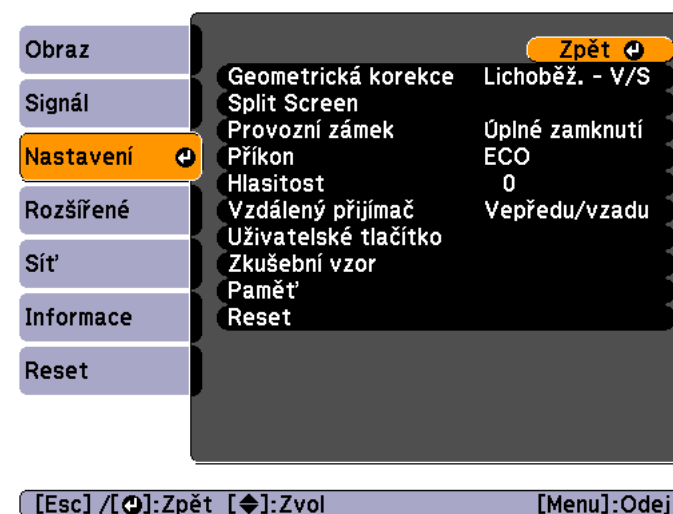 Obraz
Signál
Nastavení
Rozšířené
Síť
Informace
Reset
Zpět
Geometrická korekce Lichoběž. - V/S
Split Screen
Provozní zámek Úplné zamknutí
Příkon ECO
Hlasitost 0
Vzdálený přijímač Vepředu/vzadu
Uživatelské tlačítko
Zkušební vzor
Paměť
Reset
[Esc] /[⏎]:Zpět [◆]:Zvol [Menu]:Odej